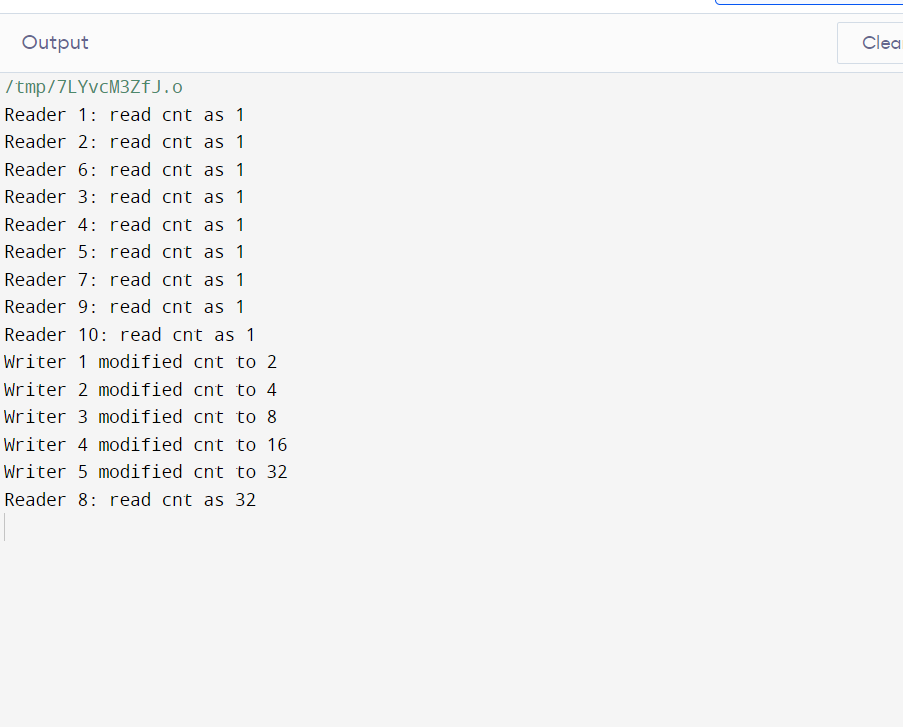 Output
Clea
/tmp/7LYvcM3ZfJ.o
Reader 1: read cnt as 1
Reader 2: read cnt as 1
Reader 6: read cnt as 1
Reader 3: read cnt as 1
Reader 4: read cnt as 1
Reader 5: read cnt as 1
Reader 7: read cnt as 1
Reader 9: read cnt as 1
Reader 10: read cnt as 1
Writer 1 modified cnt to 2
Writer 2 modified cnt to 4
Writer 3 modified cnt to 8
Writer 4 modified cnt to 16
Writer 5 modified cnt to 32
Reader 8: read cnt as 32